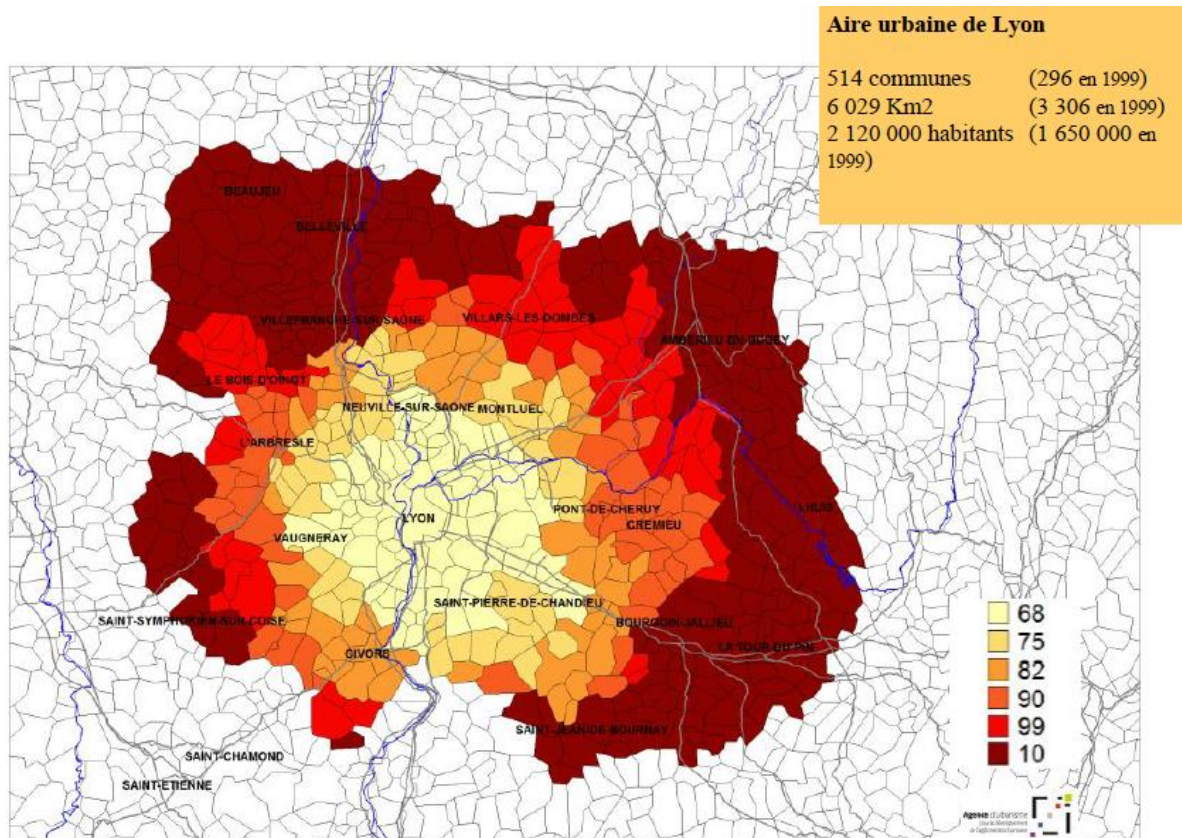 Aire urbaine de Lyon
514 communes (296 en 1999)
6 029 Km2 (3 306 en 1999)
2 120 000 habitants (1 650 000 en
1999)
BEAUJEU
BELLEVILLE
VILLEFRANCHE-SUR-SAONE
VILLARS-LES-DOMBES
AMBERIEU-EN-BUGEY
LE BOIS-D'OINGT
NEUVILLE-SUR-SAONE
MONTLUEL
L'ARBRESLE
LYON
PONT-DE-CHERUY
CREMIEU
LHUIS
VAUGNERAY
SAINT-PIERRE-DE-CHANDIEU
SAINT-SYMPHORIEN-SUR-COISE
BOURGOIN-JALLIEU
LA TOUR-DU-PIN
GIVORS
SAINT-JEAN-DE-BOURNAY
SAINT-CHAMOND
SAINT-ETIENNE
68
75
82
90
99
10
Agence d'urbanisme